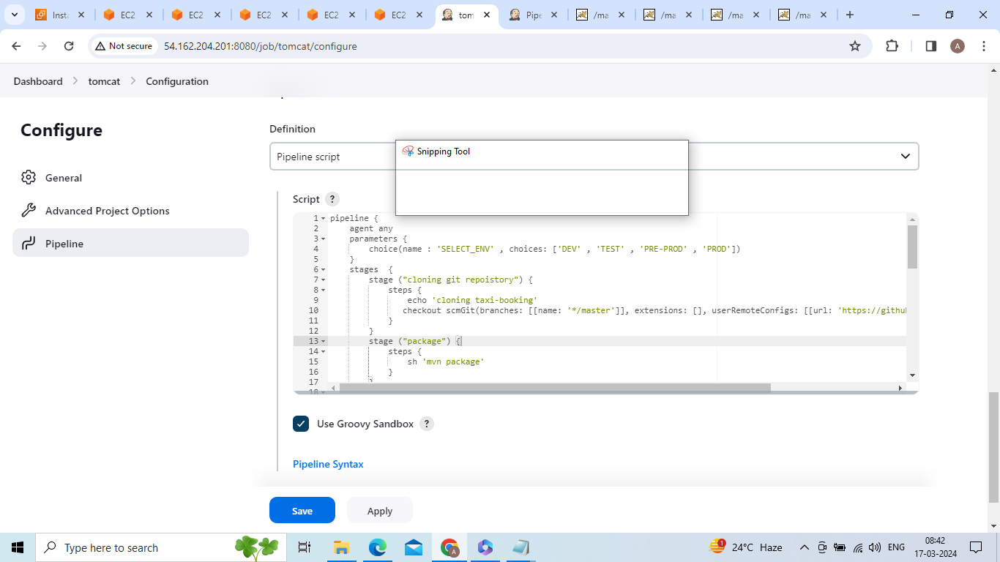 Insta
EC2
EC2
EC2
EC2
EC2
tom
Pipe
/ma
/ma
/ma
/ma
Not secure
54.162.204.201:8080/job/tomcat/configure
A
Dashboard
tomcat
Configuration
Configure
General
Advanced Project Options
Pipeline
Definition
Pipeline script
Snipping Tool
Script ?
1 pipeline {
2 agent any
3 parameters {
4 choice(name : 'SELECT_ENV' , choices: ['DEV' , 'TEST' , 'PRE-PROD' , 'PROD'])
5 }
6 stages {
7 stage ("cloning git repoistory") {
8 steps {
9 echo 'cloning taxi-booking'
10 checkout scmGit(branches: [[name: '*/master']], extensions: [], userRemoteConfigs: [[url: 'https://githu
11 }
12 }
13 stage ("package") {
14 steps {
15 sh 'mvn package'
16 }
17 }
18
Use Groovy Sandbox ?
Pipeline Syntax
Save
Apply
Type here to search
A
1
24°C Haze
ENG
08:42
17-03-2024